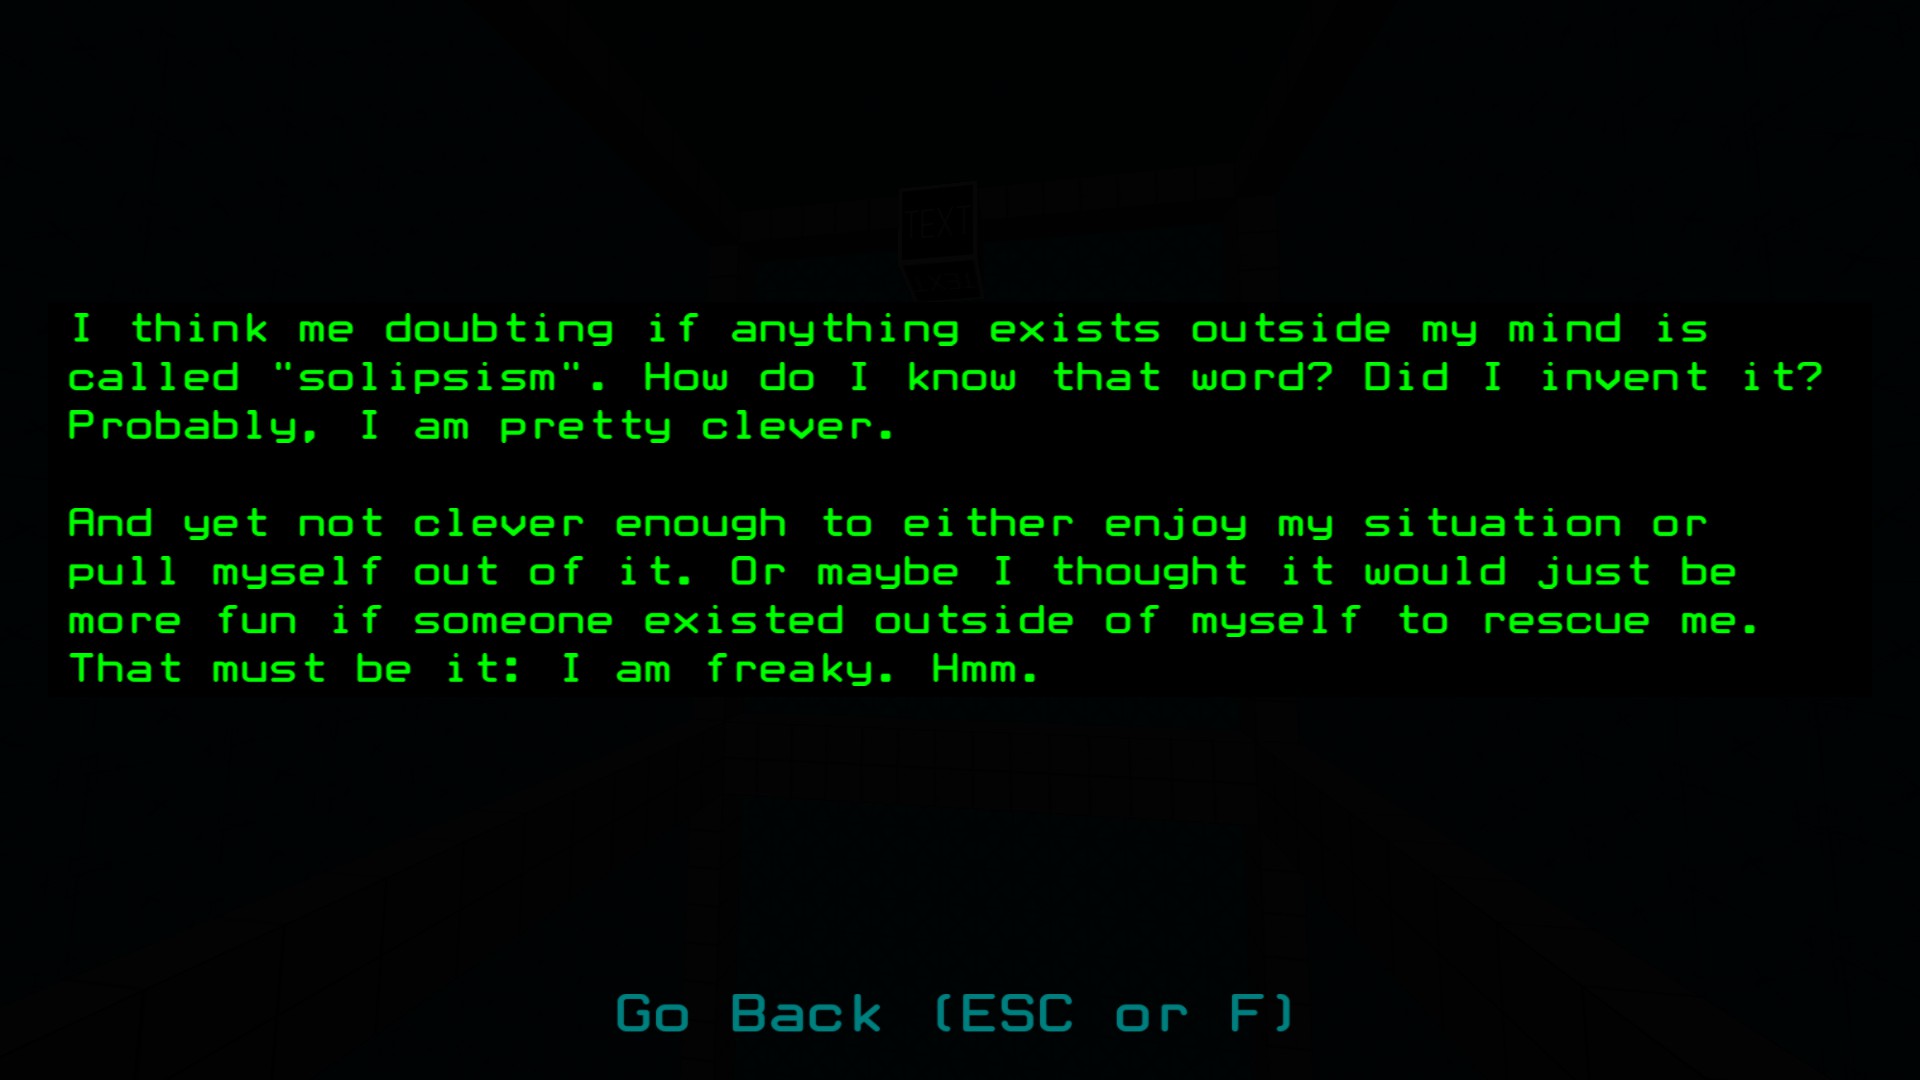 TEXT
TEXT
I think me doubting if anything exists outside my mind is
called "solipsism". How do I know that word? Did I invent it?
Probably, I am pretty clever.
And yet not clever enough to either enjoy my situation or
pull myself out of it. Or maybe I thought it would just be
more fun if someone existed outside of myself to rescue me.
That must be it: I am freaky. Hmm.
Go Back (ESC or F)